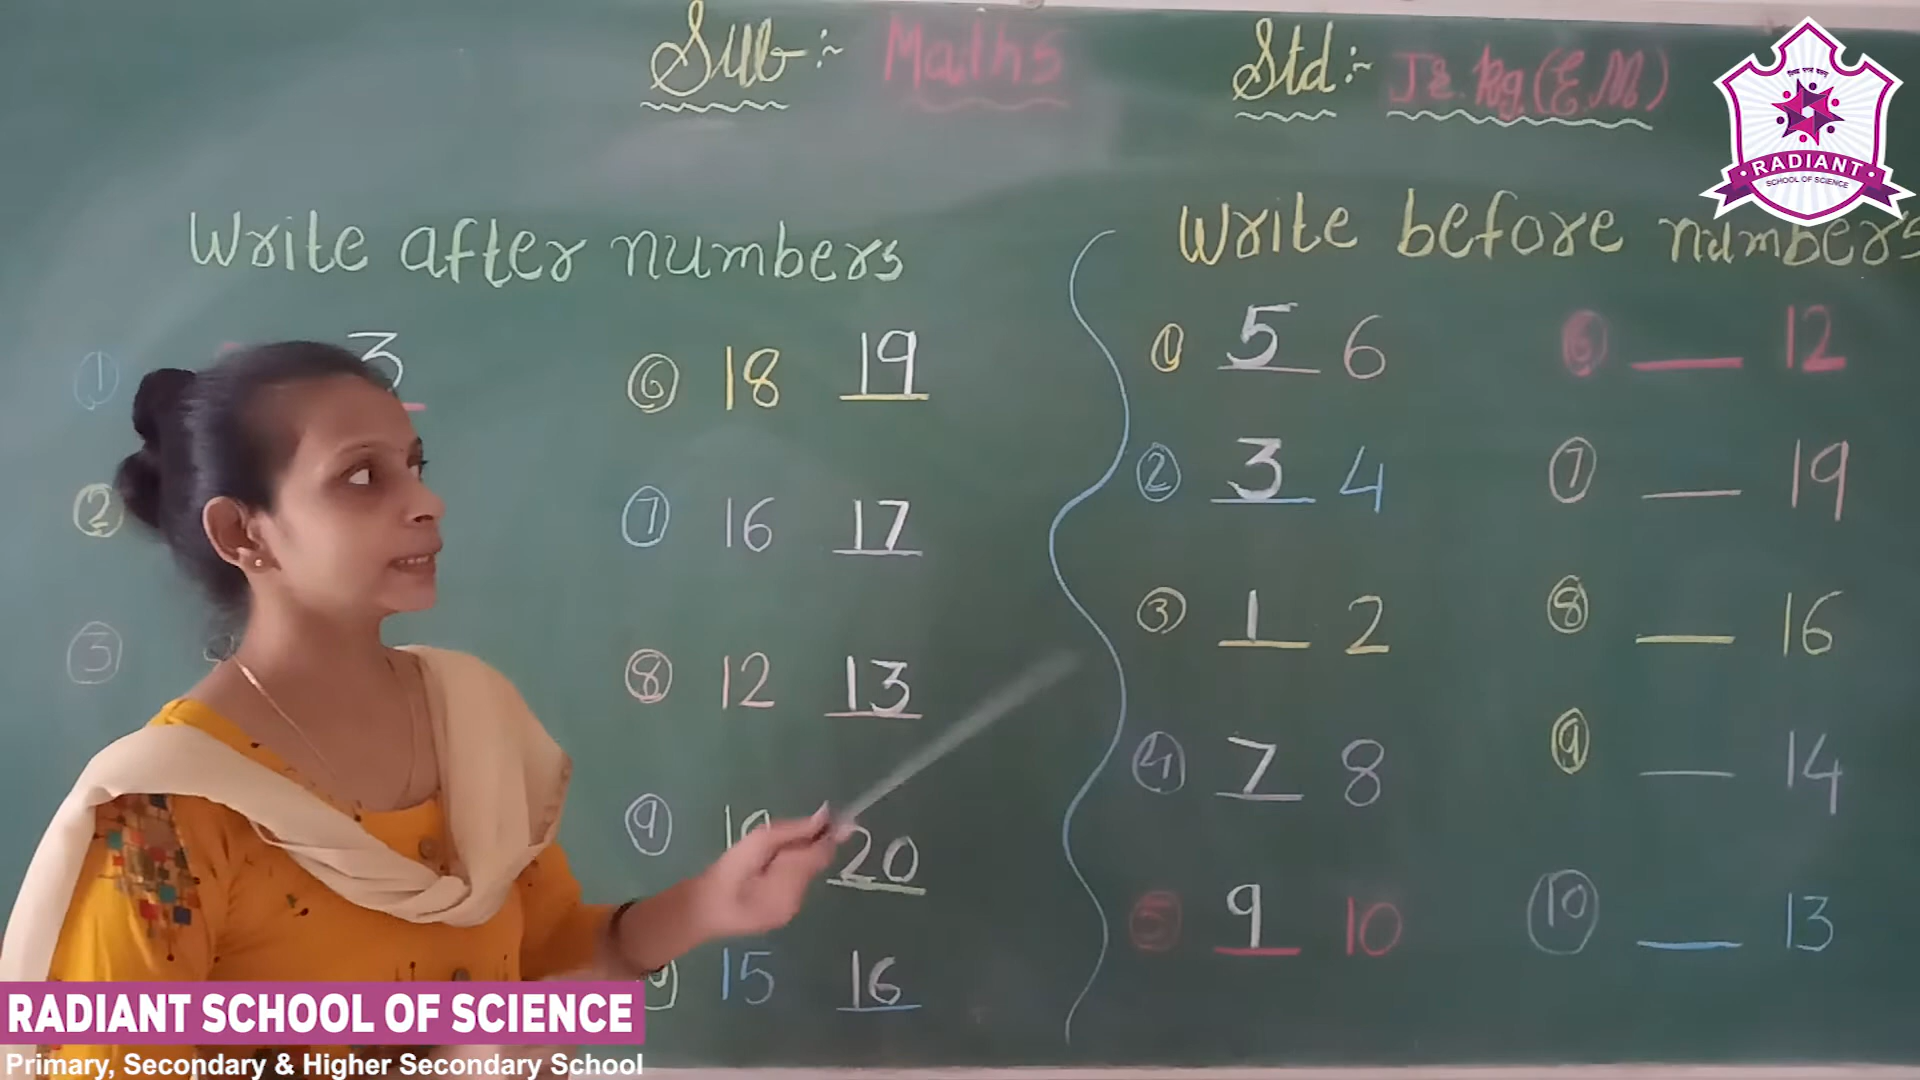 Sub:- Maths
Std:- Jr. kg. (E.M)
RADIANT
SCHOOL OF SCIENCE
Write after numbers
① 3
②
③
⑥ 18 19
⑦ 16 17
⑧ 12 13
⑨ 19 20
15 16
Write before numbers
① 5 6
② 3 4
③ 1 2
④ 7 8
⑤ 9 10
⑥ __ 12
⑦ __ 19
⑧ __ 16
⑨ __ 14
⑩ __ 13
RADIANT SCHOOL OF SCIENCE
Primary, Secondary & Higher Secondary School